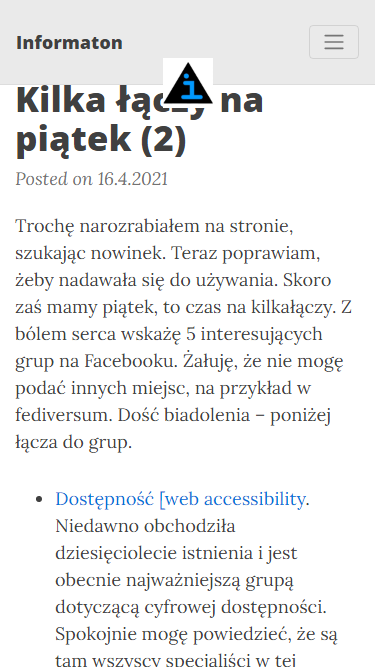 Informaton
Kilka łączy na
piątek (2)
Posted on 16.4.2021
Trochę narozrabiałem na stronie,
szukając nowinek. Teraz poprawiam,
żeby nadawała się do używania. Skoro
zaś mamy piątek, to czas na kilkałączy. Z
bólem serca wskażę 5 interesujących
grup na Facebooku. Żałuję, że nie mogę
podać innych miejsc, na przykład w
fediversum. Dość biadolenia – poniżej
łącza do grup.
• Dostępność [web accessibility.
Niedawno obchodziła
dziesięciolecie istnienia i jest
obecnie najważniejszą grupą
dotyczącą cyfrowej dostępności.
Spokojnie mogę powiedzieć, że są
tam wszyscy specjaliści w tej